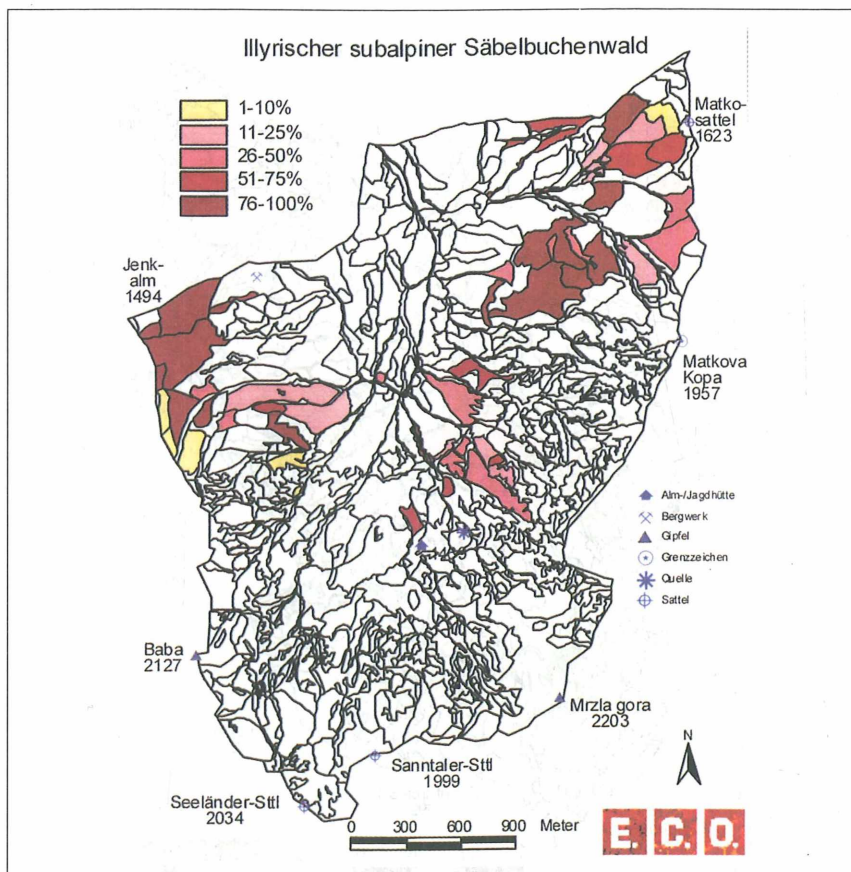 Illyrischer subalpiner Säbelbuchenwald
1-10%
11-25%
26-50%
51-75%
76-100%
Matko-
sattel
1623
Jenk-
alm
1494
Matkova
Kopa
1957
Alm-/Jagdhütte
Bergwerk
Gipfel
Grenzzeichen
Quelle
Sattel
Baba
2127
Mrzla gora
2203
Sanntaler-Sttl
1999
Seeländer-Sttl
2034
N
0 300 600 900 Meter
E. C. O.